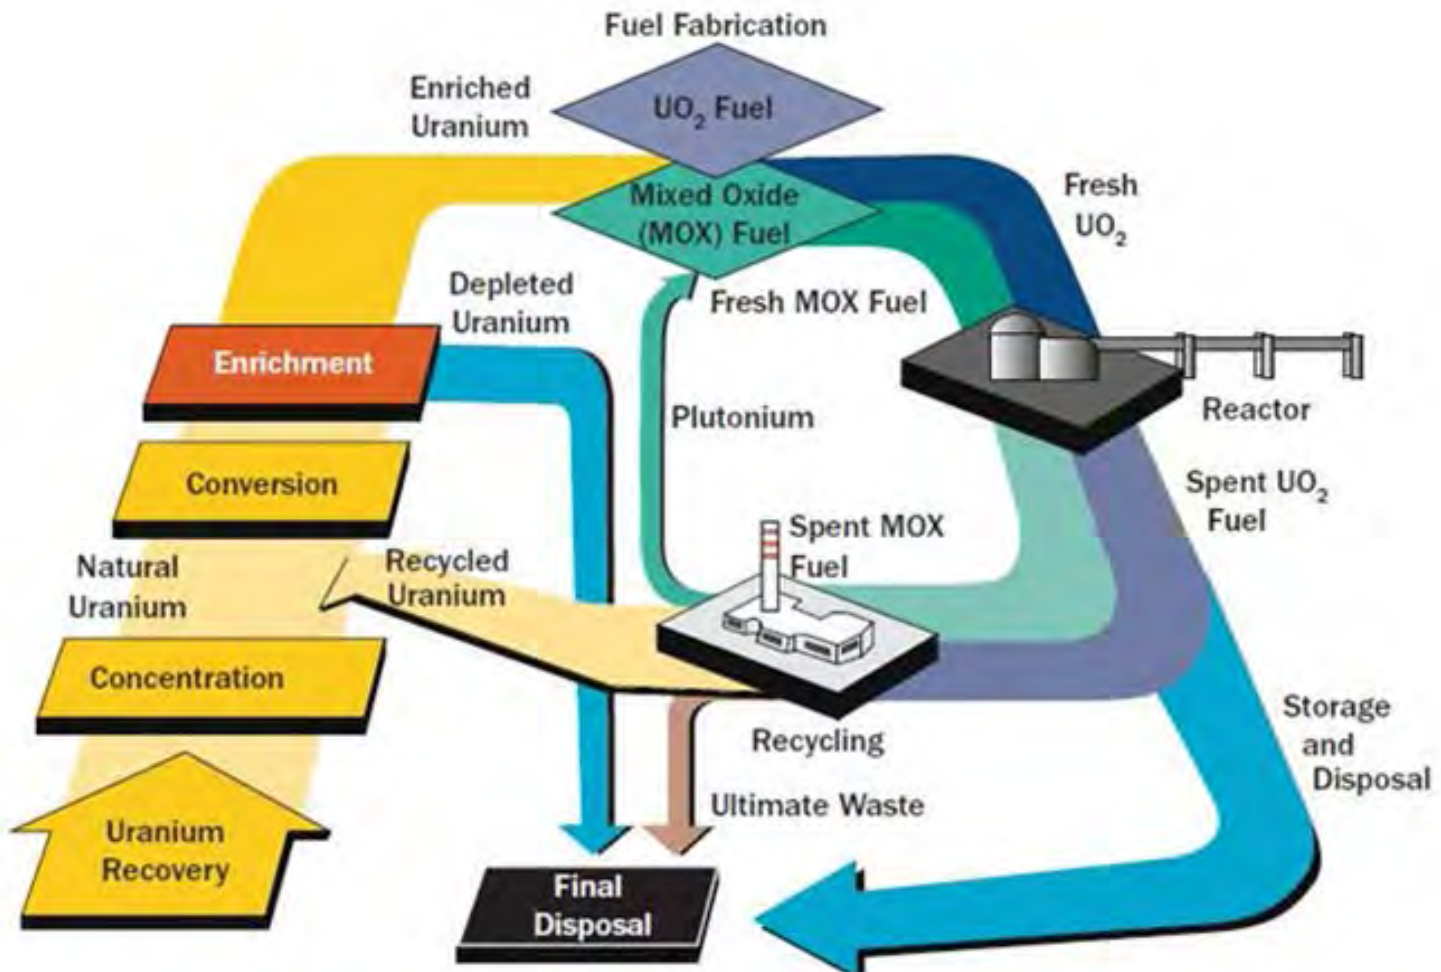 Fuel Fabrication
Enriched
Uranium
UO₂ Fuel
Mixed Oxide
(MOX) Fuel
Fresh
UO₂
Depleted
Uranium
Fresh MOX Fuel
Enrichment
Reactor
Plutonium
Conversion
Spent UO₂
Fuel
Spent MOX
Fuel
Natural
Uranium
Recycled
Uranium
Concentration
Storage
and
Disposal
Recycling
Ultimate Waste
Uranium
Recovery
Final
Disposal